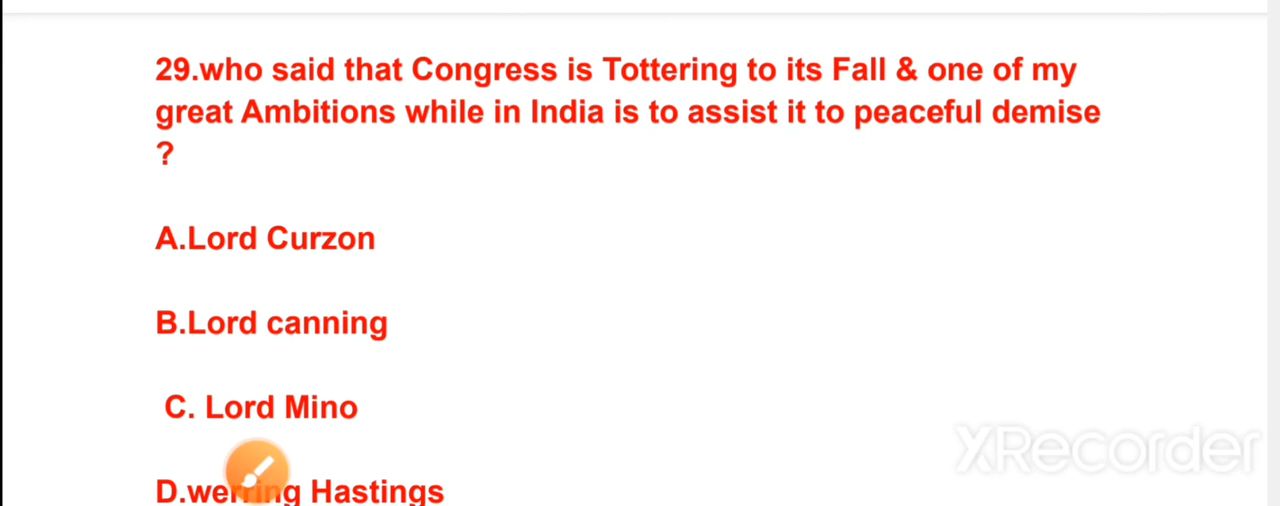 29.who said that Congress is Tottering to its Fall & one of my
great Ambitions while in India is to assist it to peaceful demise
?
A.Lord Curzon
B.Lord canning
C. Lord Mino
XRecorder
D.werring Hastings